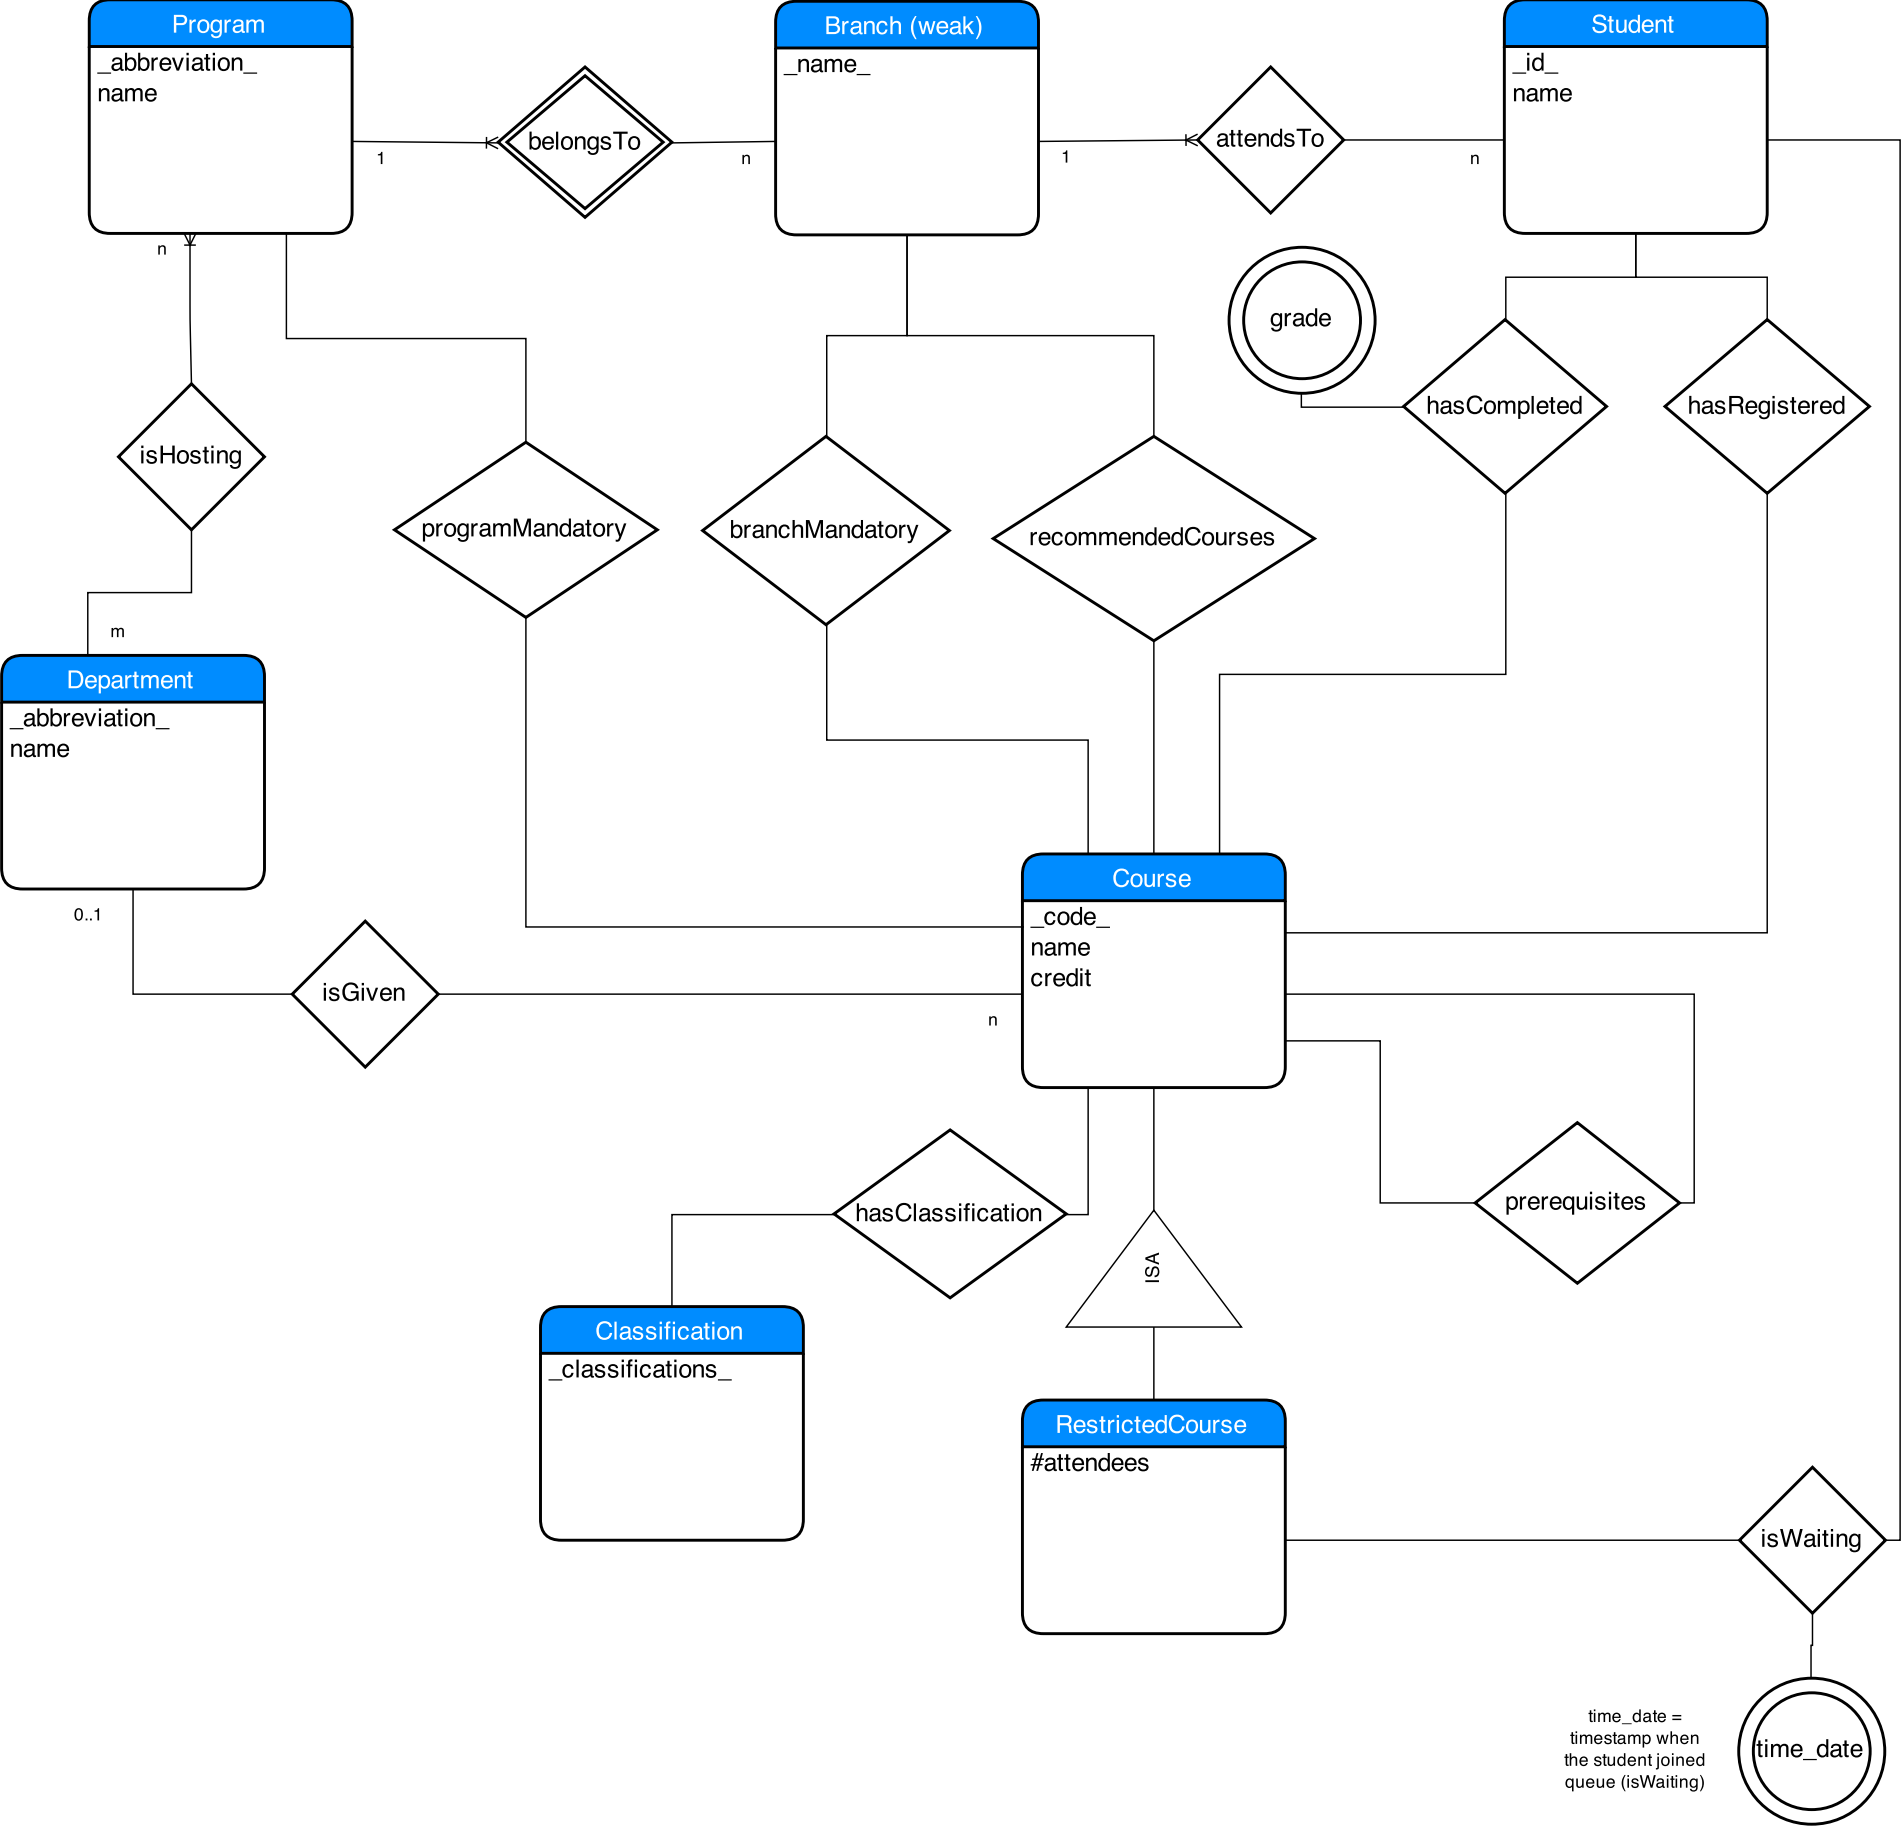 Program
_abbreviation_
name
Branch (weak)
_name_
Student
_id_
name
belongsTo
1
n
attendsTo
1
n
n
grade
hasCompleted
hasRegistered
isHosting
programMandatory
branchMandatory
recommendedCourses
m
Department
_abbreviation_
name
0..1
Course
_code_
name
credit
isGiven
n
hasClassification
prerequisites
ISA
Classification
_classifications_
RestrictedCourse
#attendees
isWaiting
time_date =
timestamp when
the student joined
queue (isWaiting)
time_date